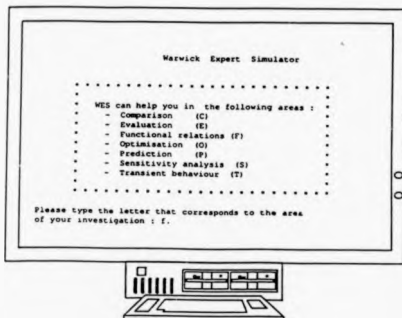 Warwick Expert Simulator
WES can help you in the following areas :
- Comparison (C)
- Evaluation (E)
- Functional relations (F)
- Optimisation (O)
- Prediction (P)
- Sensitivity analysis (S)
- Transient behaviour (T)
Please type the letter that corresponds to the area
of your investigation : f.